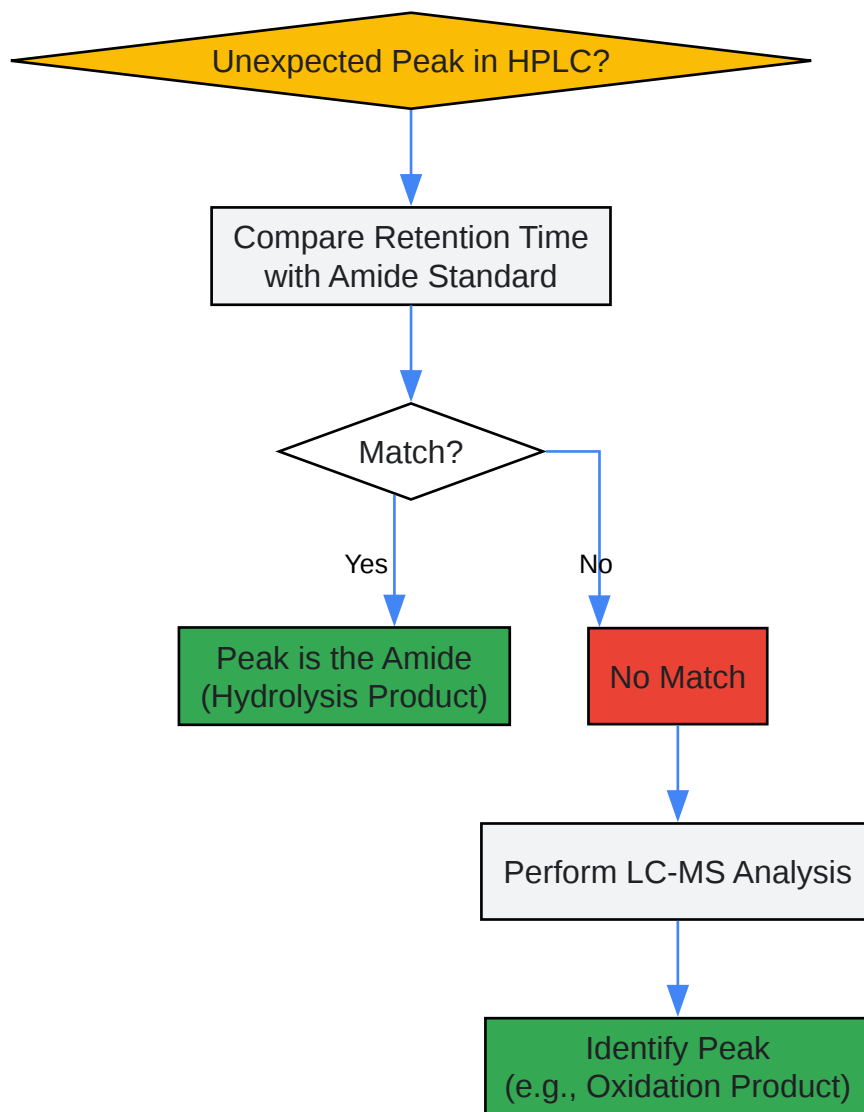 Unexpected Peak in HPLC?
Compare Retention Time
with Amide Standard
Match?
Yes
No
Peak is the Amide
(Hydrolysis Product)
No Match
Perform LC-MS Analysis
Identify Peak
(e.g., Oxidation Product)